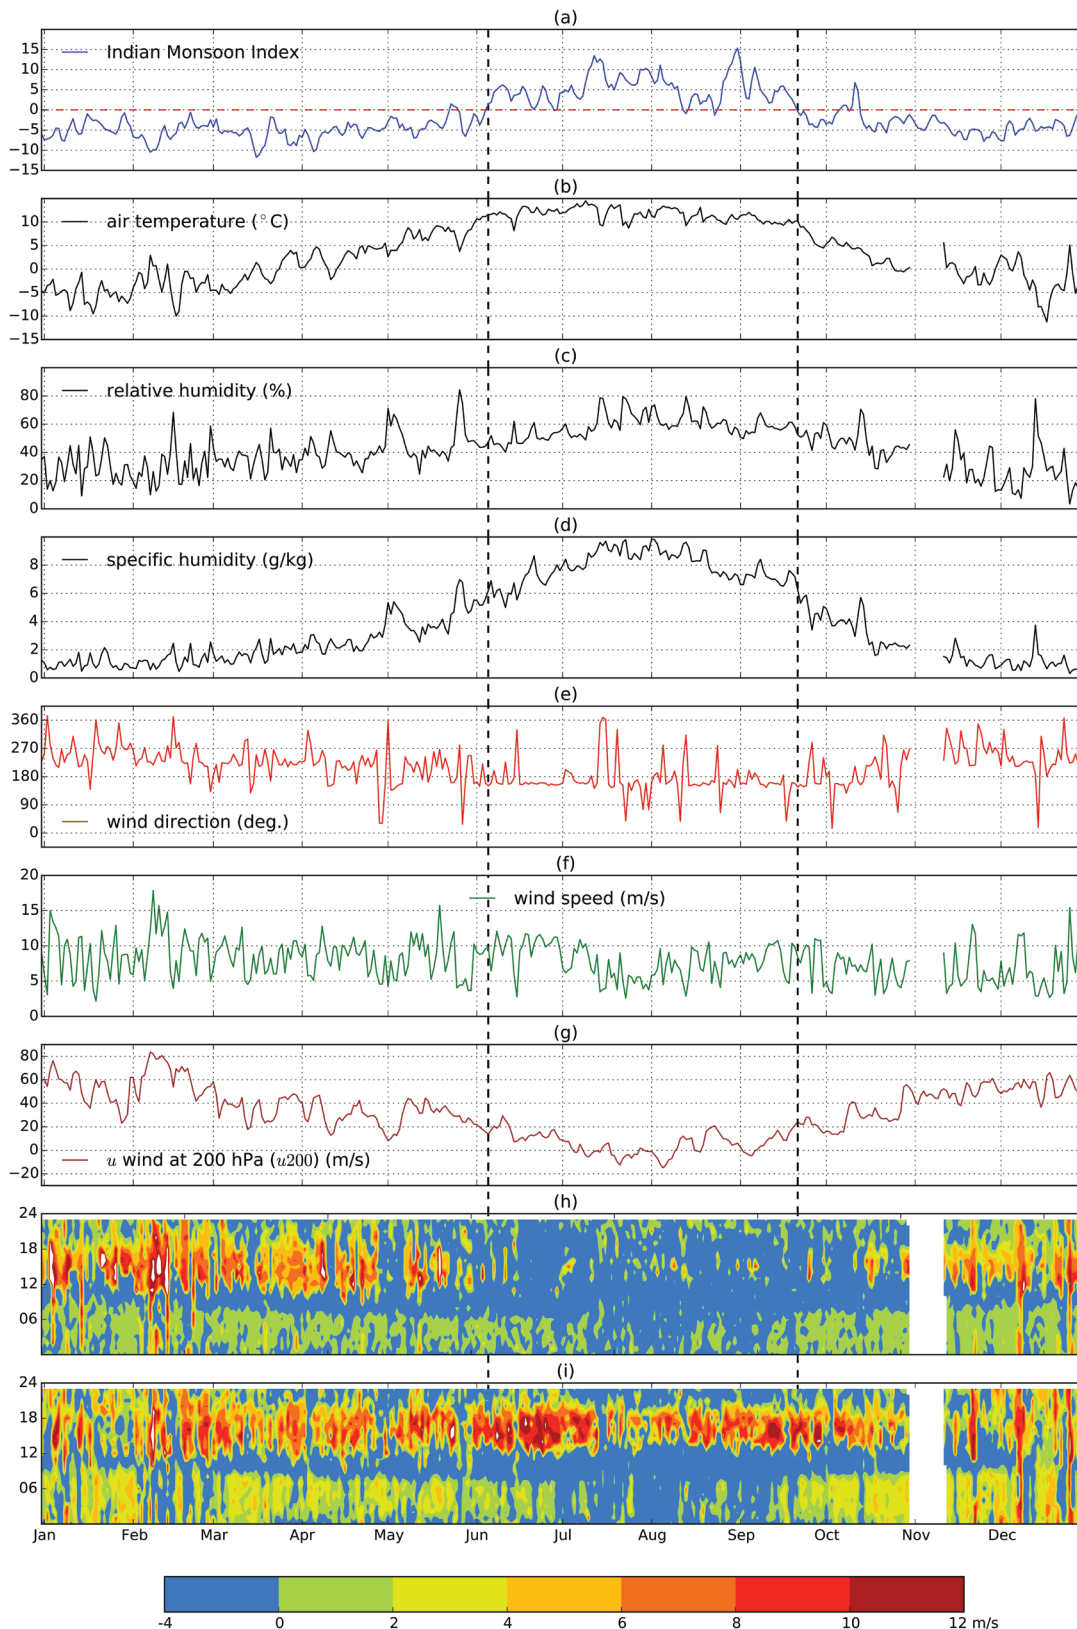 (a)
Indian Monsoon Index
15
10
5
0
−5
−10
−15
(b)
air temperature (°C)
10
5
0
−5
−10
−15
(c)
relative humidity (%)
80
60
40
20
0
(d)
specific humidity (g/kg)
8
6
4
2
0
(e)
360
270
180
90
0
wind direction (deg.)
(f)
20
15
10
5
0
wind speed (m/s)
(g)
80
60
40
20
0
−20
u wind at 200 hPa (u200) (m/s)
(h)
24
18
12
06
(i)
24
18
12
06
Jan Feb Mar Apr May Jun Jul Aug Sep Oct Nov Dec
-4 0 2 4 6 8 10 12 m/s